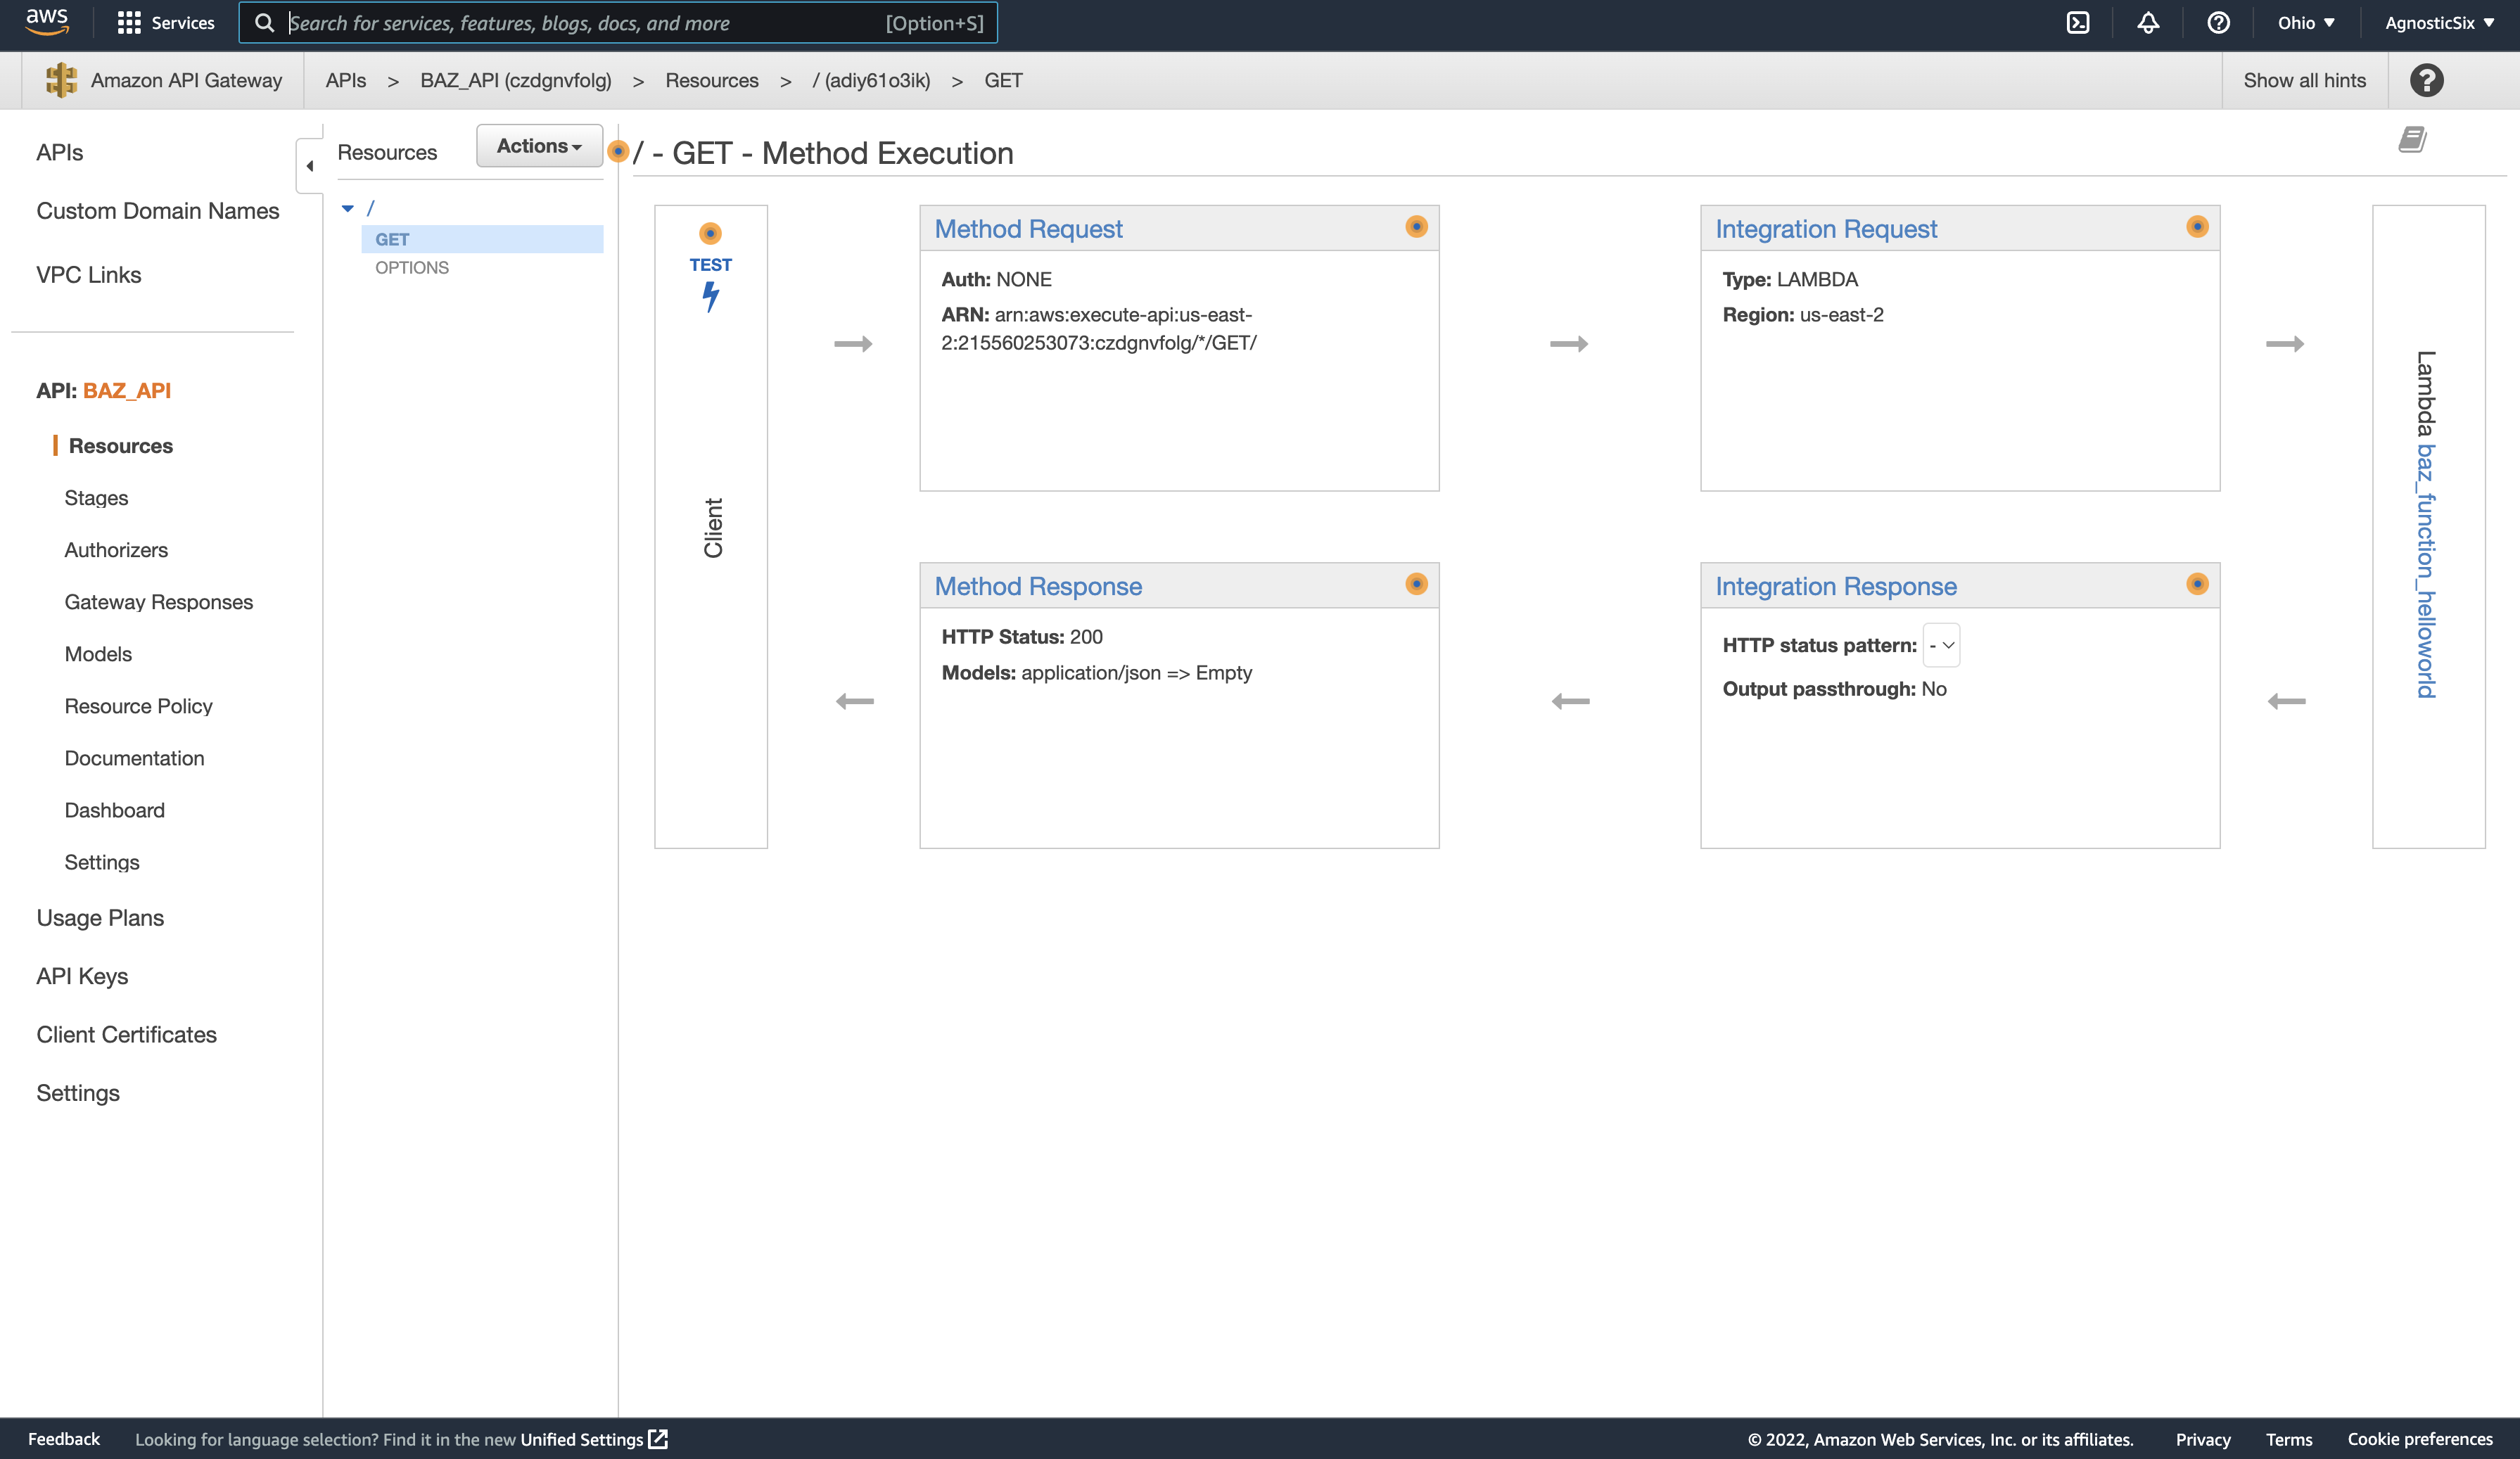 aws
Services
Search for services, features, blogs, docs, and more
[Option+S]
Ohio ▼
AgnosticSix ▼
Amazon API Gateway
APIs > BAZ_API (czdgnvfolg) > Resources > / (adiy61o3ik) > GET
Show all hints
APIs
Custom Domain Names
VPC Links
API: BAZ_API
Resources
Stages
Authorizers
Gateway Responses
Models
Resource Policy
Documentation
Dashboard
Settings
Usage Plans
API Keys
Client Certificates
Settings
Resources
Actions
/
GET
OPTIONS
/ - GET - Method Execution
TEST
Client
Method Request
Auth: NONE
ARN: arn:aws:execute-api:us-east-
2:215560253073:czdgnvfolg/*/GET/
Integration Request
Type: LAMBDA
Region: us-east-2
Method Response
HTTP Status: 200
Models: application/json => Empty
Integration Response
HTTP status pattern: -
Output passthrough: No
Lambda baz_function_helloworld
Feedback
Looking for language selection? Find it in the new Unified Settings
© 2022, Amazon Web Services, Inc. or its affiliates.
Privacy
Terms
Cookie preferences